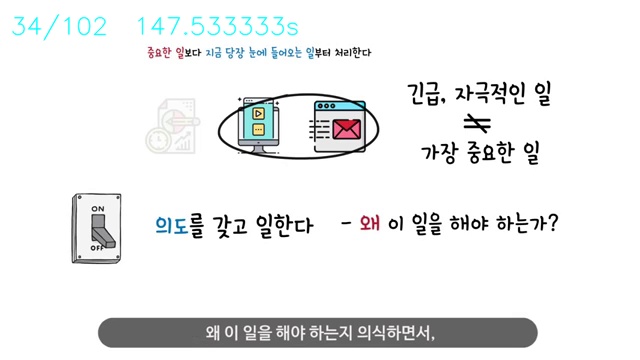 34/102 147.533333s
중요한 일보다 지금 당장 눈에 들어오는 일부터 처리한다
긴급, 자극적인 일
≠
가장 중요한 일
ON
OFF
의도를 갖고 일한다 - 왜 이 일을 해야 하는가?
왜 이 일을 해야 하는지 의식하면서,